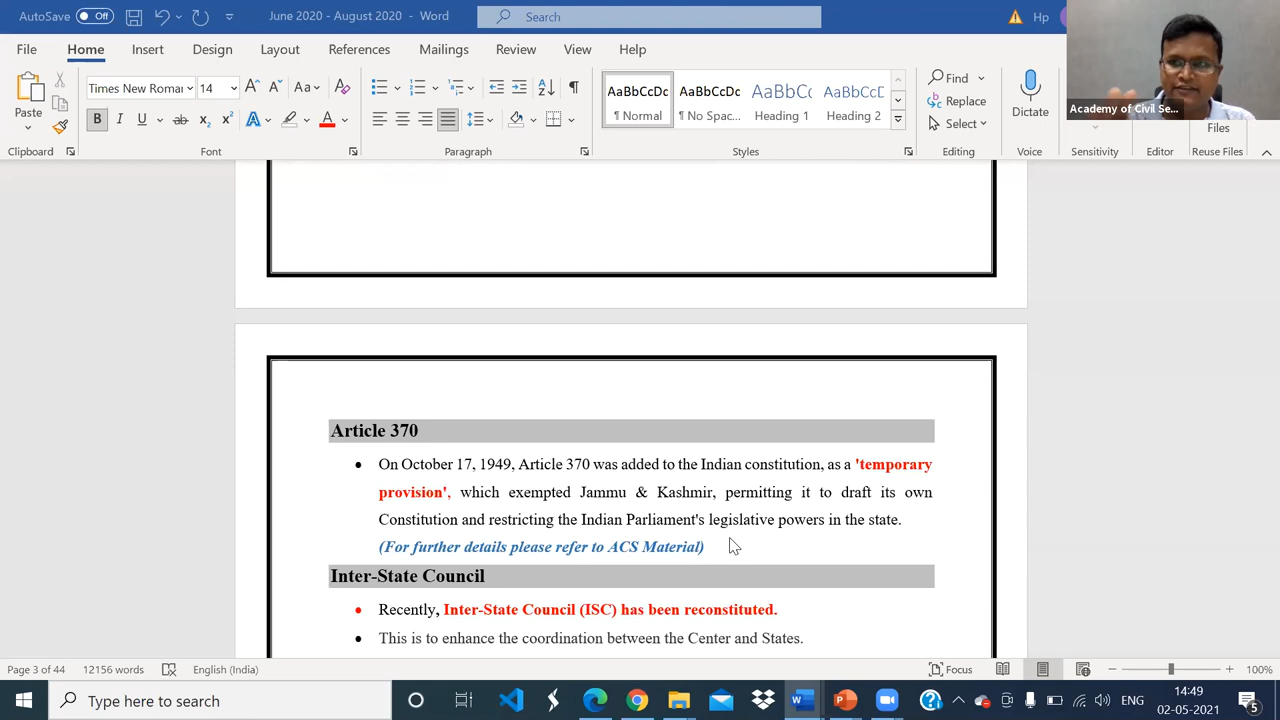 AutoSave Off June 2020 - August 2020 - Word Search Hp
File Home Insert Design Layout References Mailings Review View Help
Paste Times New Roma 14 Aa A A
B I U ab x2 x2 A A
AaBbCcDc AaBbCcDc AaBbC AaBbCcD
¶ Normal ¶ No Spac... Heading 1 Heading 2
Find
Replace
Select
Dictate
Academy of Civil Se...
Files
Clipboard Font Paragraph Styles Editing Voice Sensitivity Editor Reuse Files
Article 370
• On October 17, 1949, Article 370 was added to the Indian constitution, as a 'temporary
provision', which exempted Jammu & Kashmir, permitting it to draft its own
Constitution and restricting the Indian Parliament's legislative powers in the state.
(For further details please refer to ACS Material)
Inter-State Council
• Recently, Inter-State Council (ISC) has been reconstituted.
• This is to enhance the coordination between the Center and States.
Page 3 of 44 12156 words English (India) Focus 100%
Type here to search ENG 14:49
02-05-2021 5